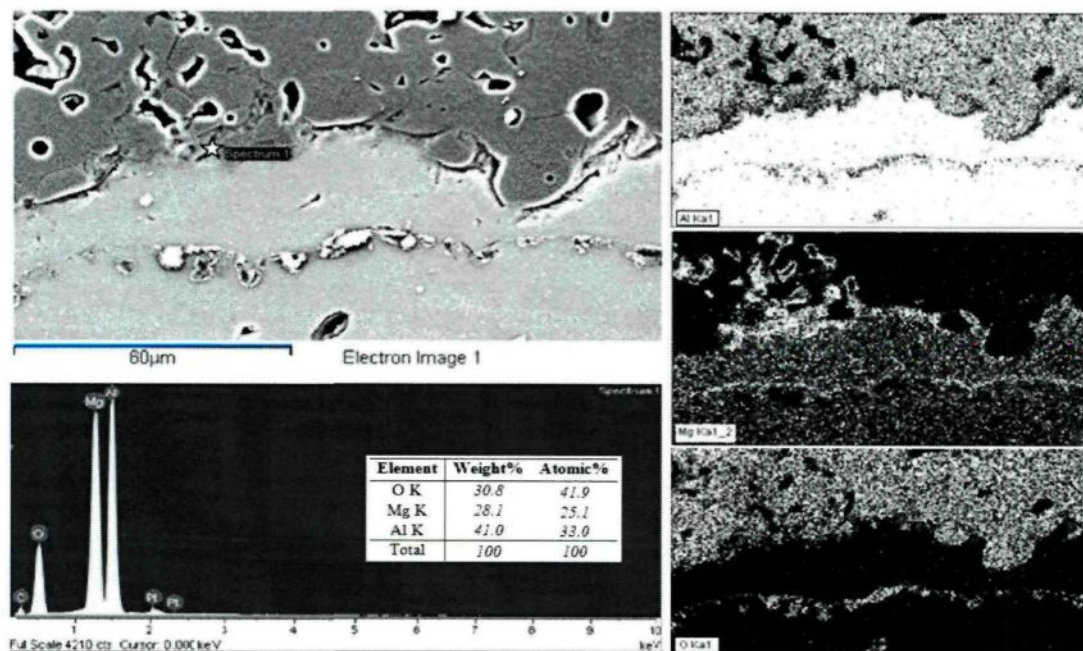 Spectrum 1
60µm
Electron Image 1
Al Ka1
Mg Ka1_2
O Ka1
Spectrum 1
Mg
Al
O
C
Pt
Pt
Element Weight% Atomic%
O K 30.8 41.9
Mg K 28.1 25.1
Al K 41.0 33.0
Total 100 100
1 2 3 4 5 6 7 8 9 10
Full Scale 4210 cts Cursor: 0.000 keV
keV